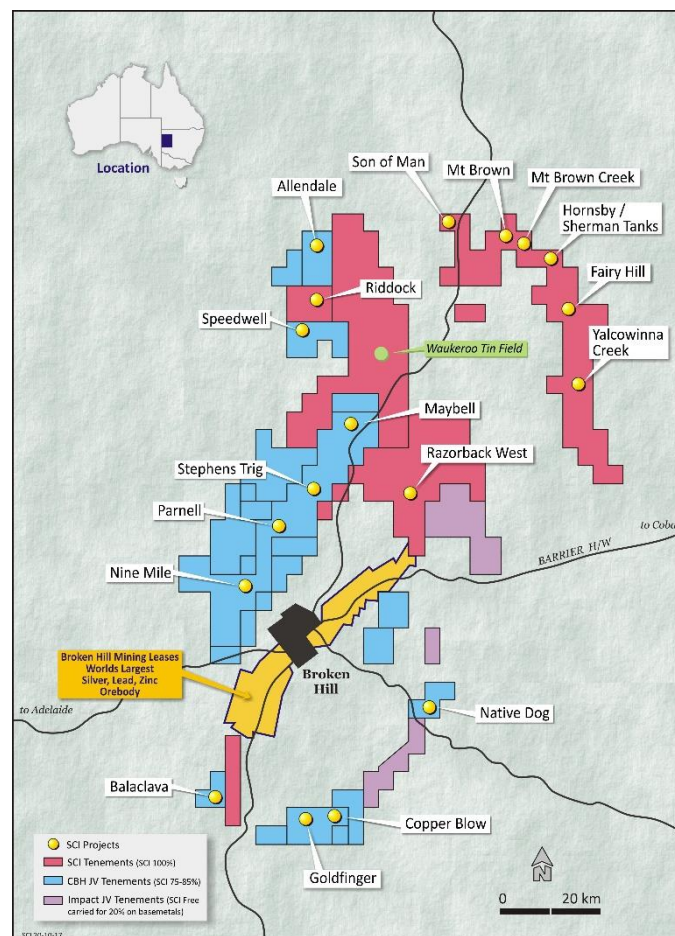 Location
Son of Man
Mt Brown
Mt Brown Creek
Allendale
Hornsby /
Sherman Tanks
Riddock
Fairy Hill
Speedwell
Yalcowinna
Creek
Waukeroo Tin Field
Maybell
Stephens Trig
Razorback West
Parnell
to Coba
BARRIER H/W
Nine Mile
Broken Hill Mining Leases
Worlds Largest
Silver, Lead, Zinc
Orebody
Broken
Hill
to Adelaide
Native Dog
Balaclava
Copper Blow
Goldfinger
SCI Projects
SCI Tenements (SCI 100%)
CBH JV Tenements (SCI 75-85%)
Impact JV Tenements (SCI Free
carried for 20% on basemetals)
N
0 20 km